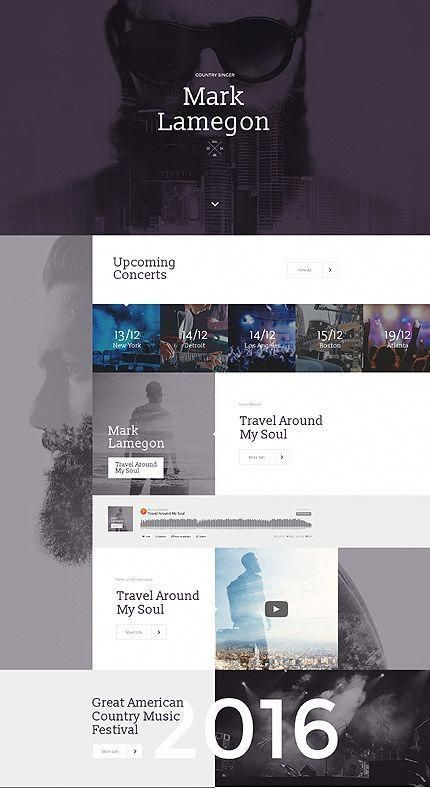 COUNTRY SINGER
Mark
Lamegon
Upcoming
Concerts
View All
13/12
New York
14/12
Detroit
14/12
Los Angeles
15/12
Boston
19/12
Atlanta
Mark
Lamegon
Travel Around
My Soul
New Album
Travel Around
My Soul
More Info
Travel Around My Soul
New Video Release
Travel Around
My Soul
More Info
Great American
Country Music
Festival
More Info
2016